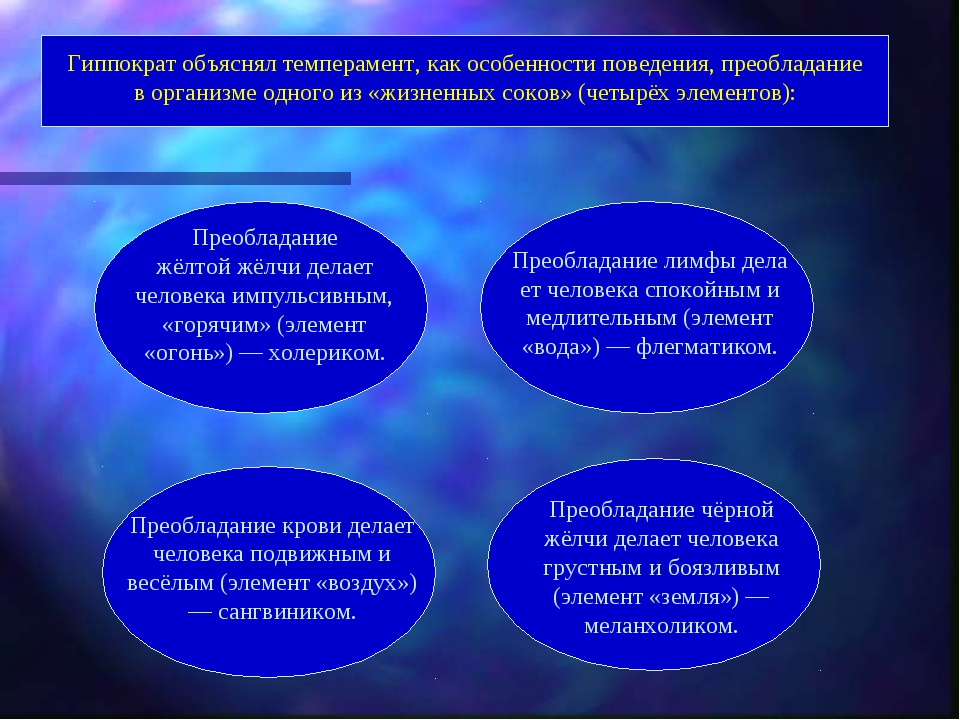 Гиппократ объяснял темперамент, как особенности поведения, преобладание
в организме одного из «жизненных соков» (четырёх элементов):
Преобладание
жёлтой жёлчи делает
человека импульсивным,
«горячим» (элемент
«огонь») — холериком.
Преобладание лимфы дела
ет человека спокойным и
медлительным (элемент
«вода») — флегматиком.
Преобладание крови делает
человека подвижным и
весёлым (элемент «воздух»)
— сангвиником.
Преобладание чёрной
жёлчи делает человека
грустным и боязливым
(элемент «земля») —
меланхоликом.